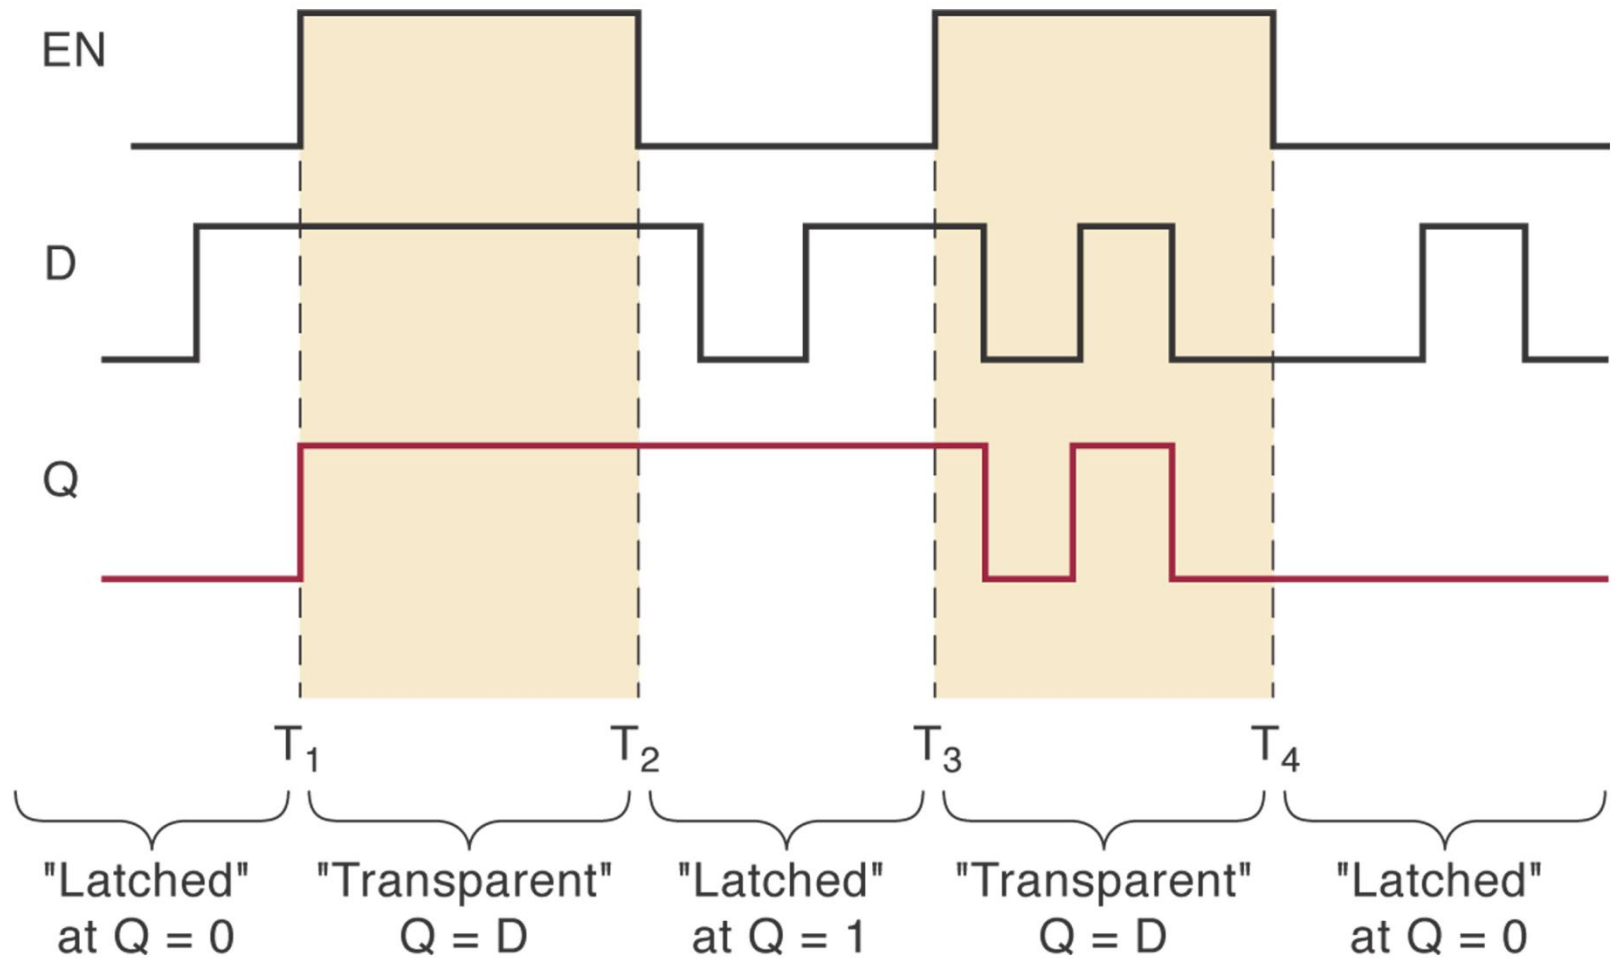 EN
D
Q
T1 T2 T3 T4
"Latched" "Transparent" "Latched" "Transparent" "Latched"
at Q = 0 Q = D at Q = 1 Q = D at Q = 0